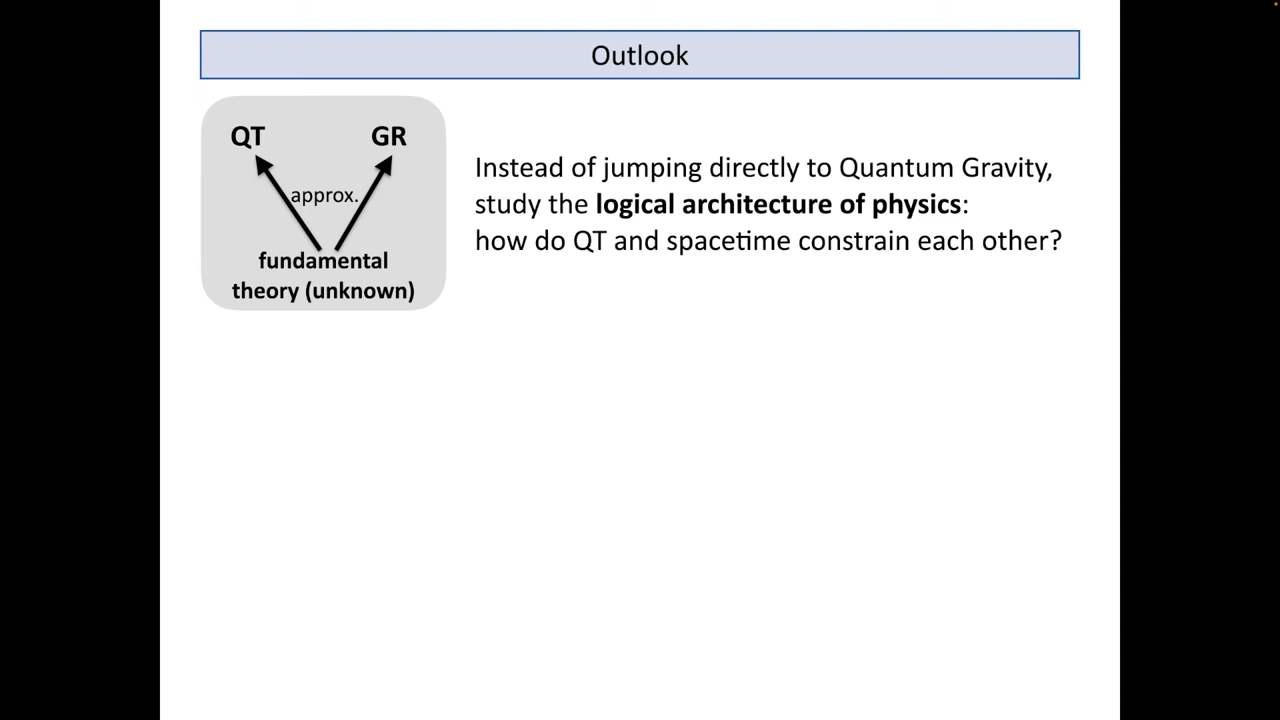 Outlook
QT
GR
approx.
fundamental
theory (unknown)
Instead of jumping directly to Quantum Gravity,
study the logical architecture of physics:
how do QT and spacetime constrain each other?